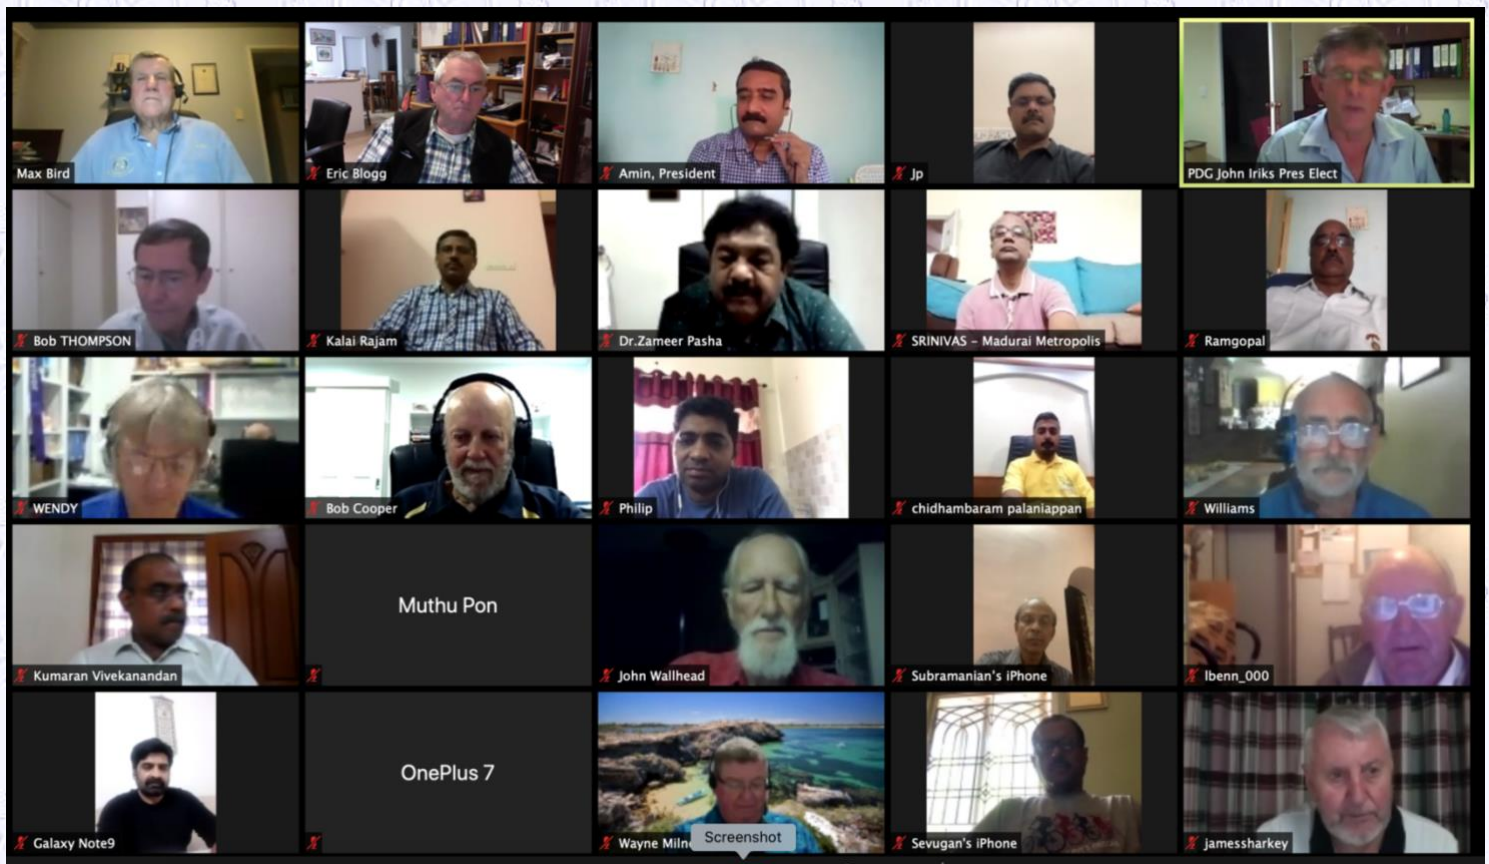 Max Bird
Eric Blogg
Amin, President
Jp
PDG John Iriks Pres Elect
Bob THOMPSON
Kalai Rajam
Dr.Zameer Pasha
SRINIVAS – Madurai Metropolis
Ramgopal
WENDY
Bob Cooper
Philip
chidhambaram palaniappan
Williams
Kumaran Vivekanandan
Muthu Pon
John Wallhead
Subramanian's iPhone
lbenn_000
Galaxy Note9
OnePlus 7
Wayne Miln
Screenshot
Sevugan's iPhone
jamessharkey